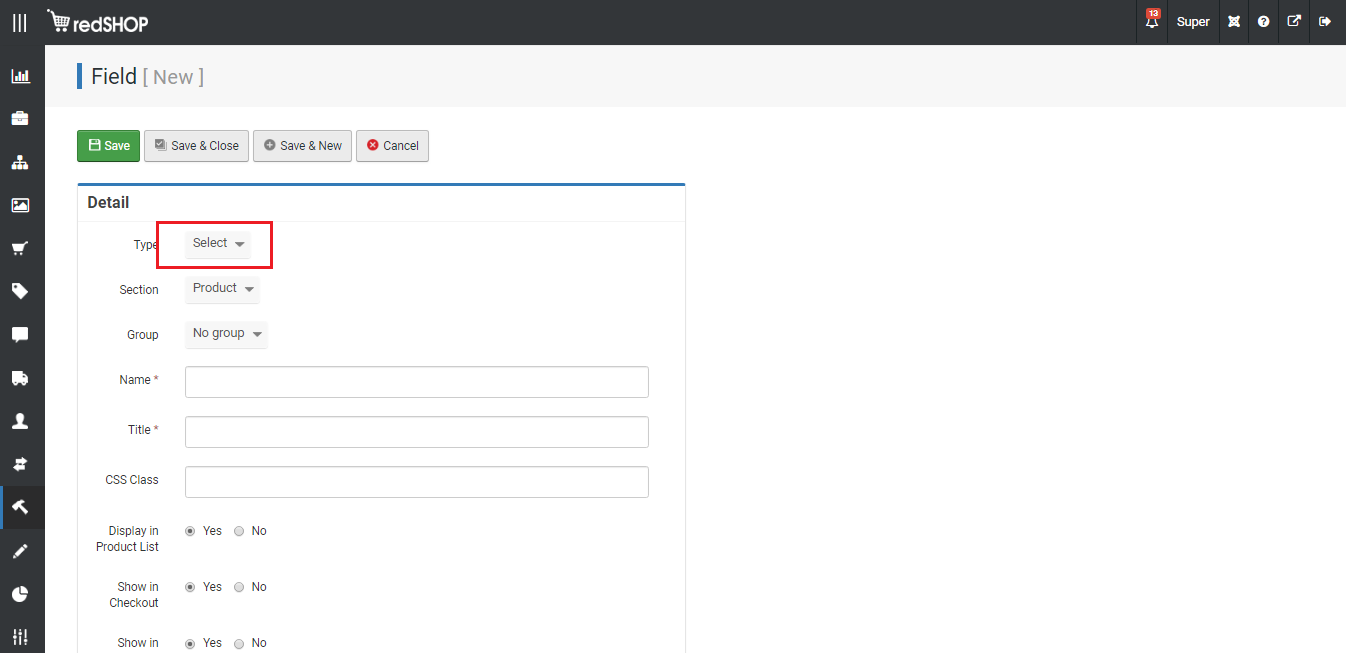 redSHOP
13
Super
Field [ New ]
Save
Save & Close
Save & New
Cancel
Detail
Type
Select
Section
Product
Group
No group
Name *
Title *
CSS Class
Display in
Product List
Yes
No
Show in
Checkout
Yes
No
Show in
Yes
No